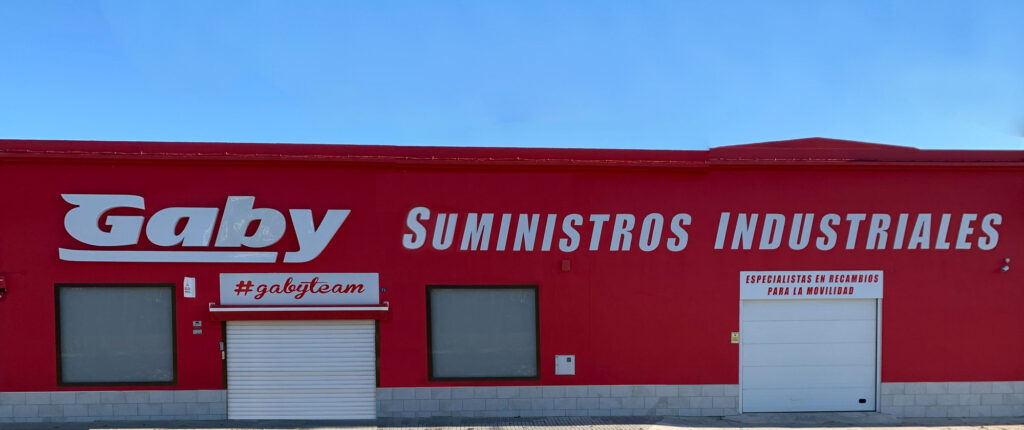 Gaby
SUMINISTROS INDUSTRIALES
#gabyteam
ESPECIALISTAS EN RECAMBIOS
PARA LA MOVILIDAD